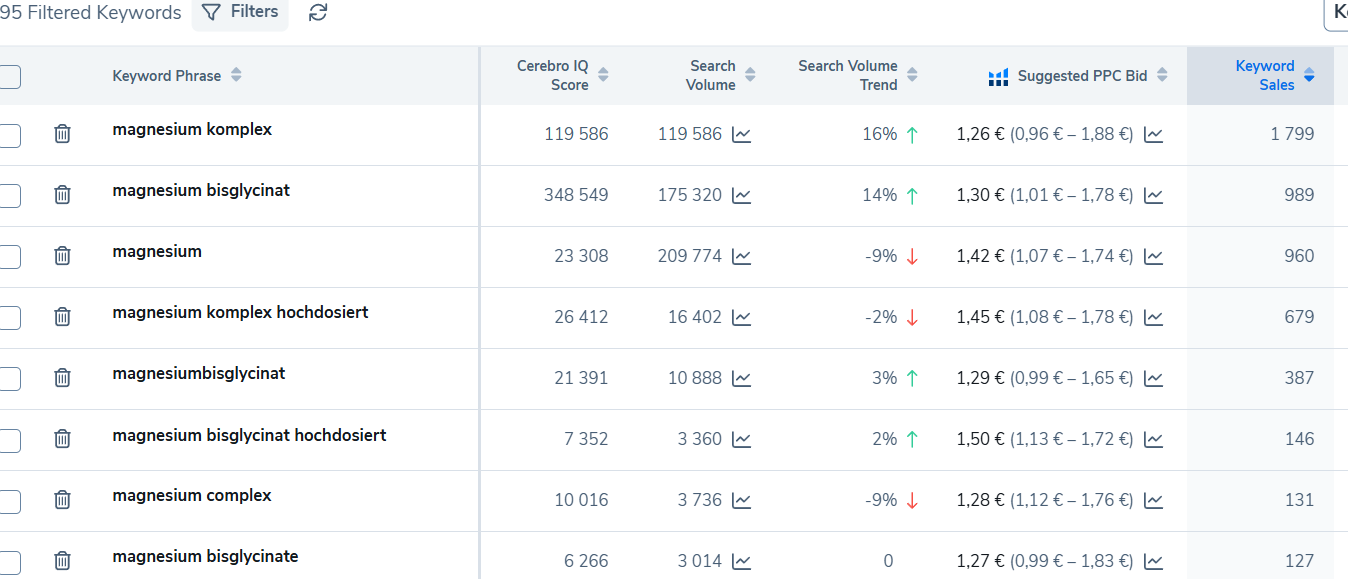 95 Filtered Keywords Filters
Keyword Phrase Cerebro IQ Score Search Volume Search Volume Trend Suggested PPC Bid Keyword Sales
magnesium komplex 119 586 119 586 16% ↑ 1,26 € (0,96 € – 1,88 €) 1 799
magnesium bisglycinat 348 549 175 320 14% ↑ 1,30 € (1,01 € – 1,78 €) 989
magnesium 23 308 209 774 -9% ↓ 1,42 € (1,07 € – 1,74 €) 960
magnesium komplex hochdosiert 26 412 16 402 -2% ↓ 1,45 € (1,08 € – 1,78 €) 679
magnesiumbisglycinat 21 391 10 888 3% ↑ 1,29 € (0,99 € – 1,65 €) 387
magnesium bisglycinat hochdosiert 7 352 3 360 2% ↑ 1,50 € (1,13 € – 1,72 €) 146
magnesium complex 10 016 3 736 -9% ↓ 1,28 € (1,12 € – 1,76 €) 131
magnesium bisglycinate 6 266 3 014 0 1,27 € (0,99 € – 1,83 €) 127